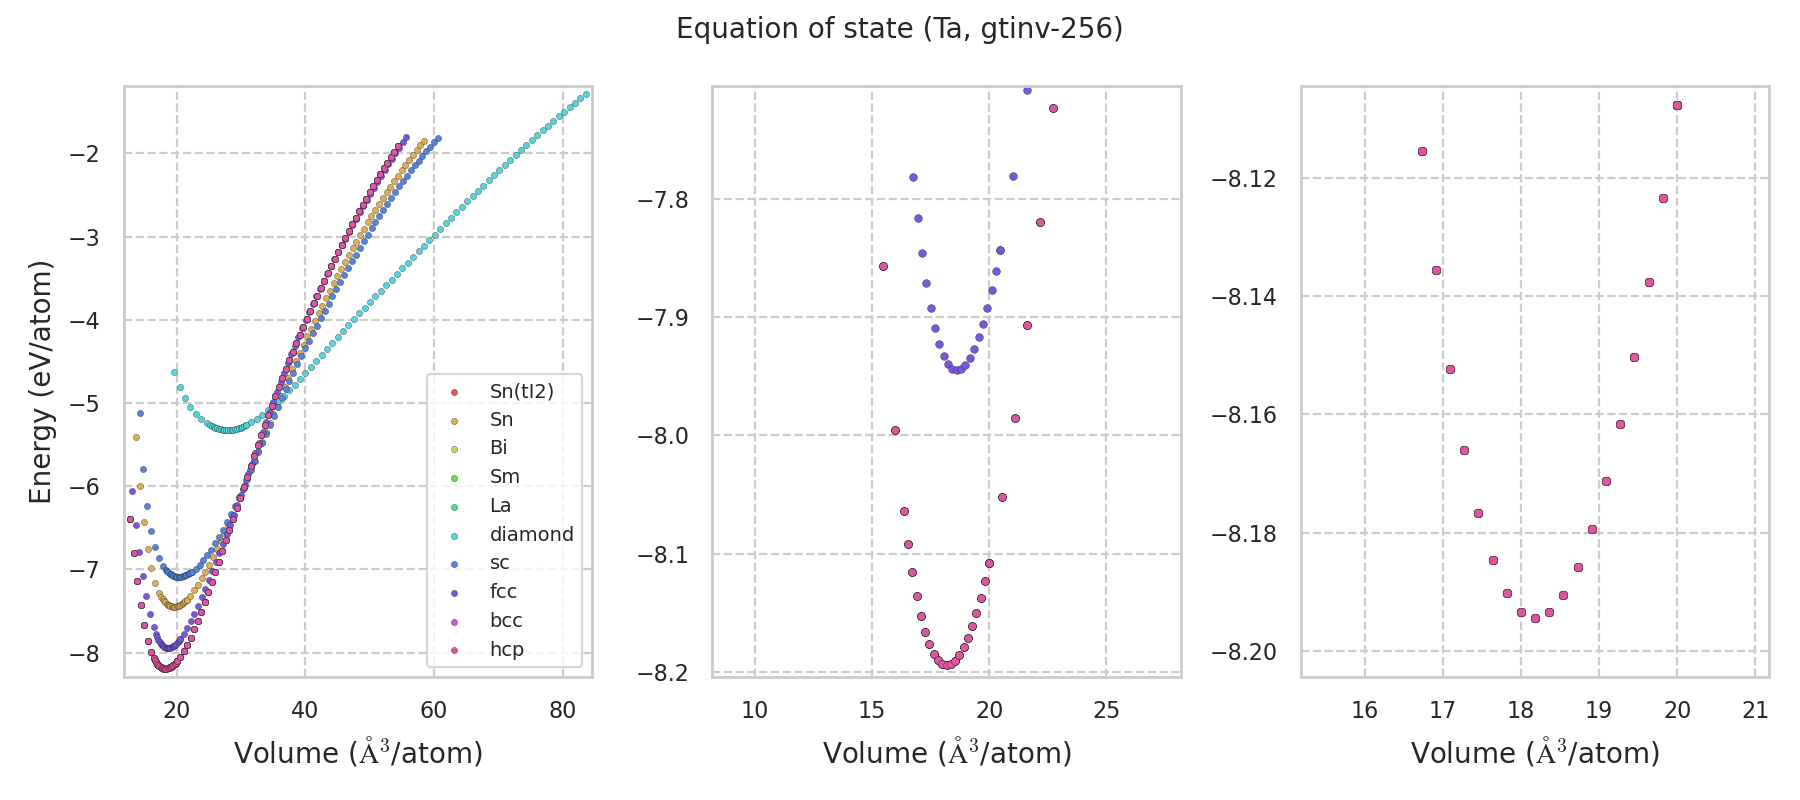 Equation of state (Ta, gtinv-256)
Energy (eV/atom)
−2
−3
−4
−5
−6
−7
−8
20
40
60
80
Volume (Å³/atom)
Sn(tI2)
Sn
Bi
Sm
La
diamond
sc
fcc
bcc
hcp
−7.8
−7.9
−8.0
−8.1
−8.2
10
15
20
25
Volume (Å³/atom)
−8.12
−8.14
−8.16
−8.18
−8.20
16
17
18
19
20
21
Volume (Å³/atom)